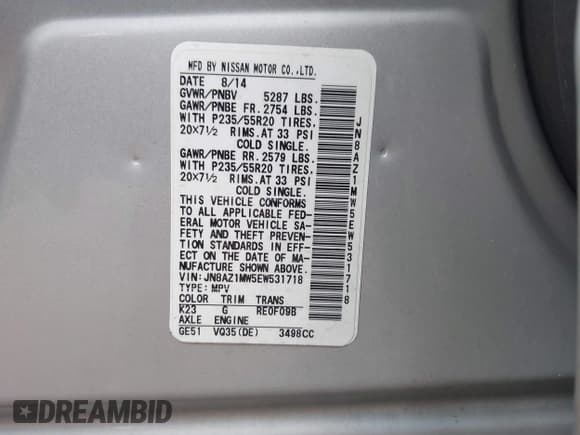 MFD BY NISSAN MOTOR CO.,LTD.
DATE 8/14
GVWR/PNBV 5287 LBS.
GAWR/PNBE FR. 2754 LBS.
WITH P235/55R20 TIRES.
20×7½ RIMS. AT 33 PSI
COLD SINGLE.
GAWR/PNBE RR. 2579 LBS.
WITH P235/55R20 TIRES.
20×7½ RIMS. AT 33 PSI
COLD SINGLE.
THIS VEHICLE CONFORMS
TO ALL APPLICABLE FED-
ERAL MOTOR VEHICLE SA-
FETY AND THEFT PREVEN-
TION STANDARDS IN EFF-
ECT ON THE DATE OF MA-
NUFACTURE SHOWN ABOVE.
VIN:JN8AZ1MW5EW531718
TYPE: MPV
COLOR TRIM TRANS
K23 G RE0F09B
AXLE ENGINE
GE51 VQ35(DE) 3498CC
JN8AZ1MW5EW531718
DREAMBID